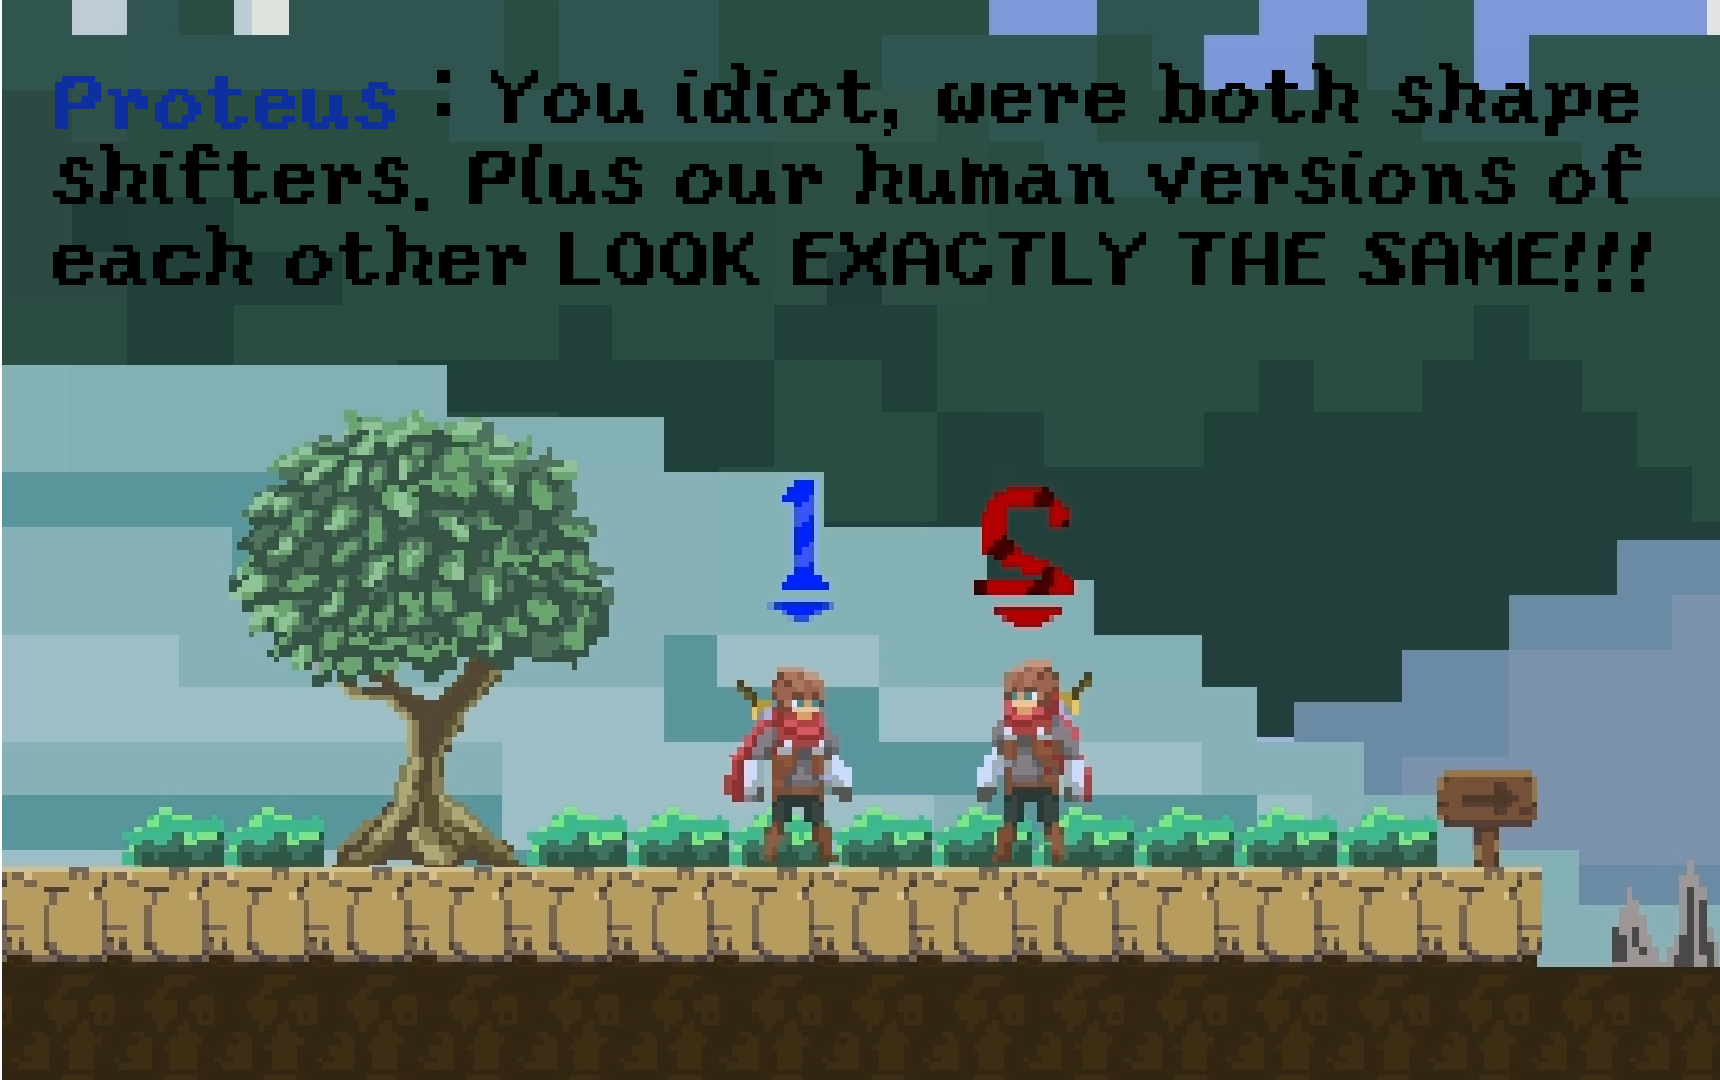 Proteus : You idiot, were both shape
shifters. Plus our human versions of
each other LOOK EXACTLY THE SAME!!!
1 2